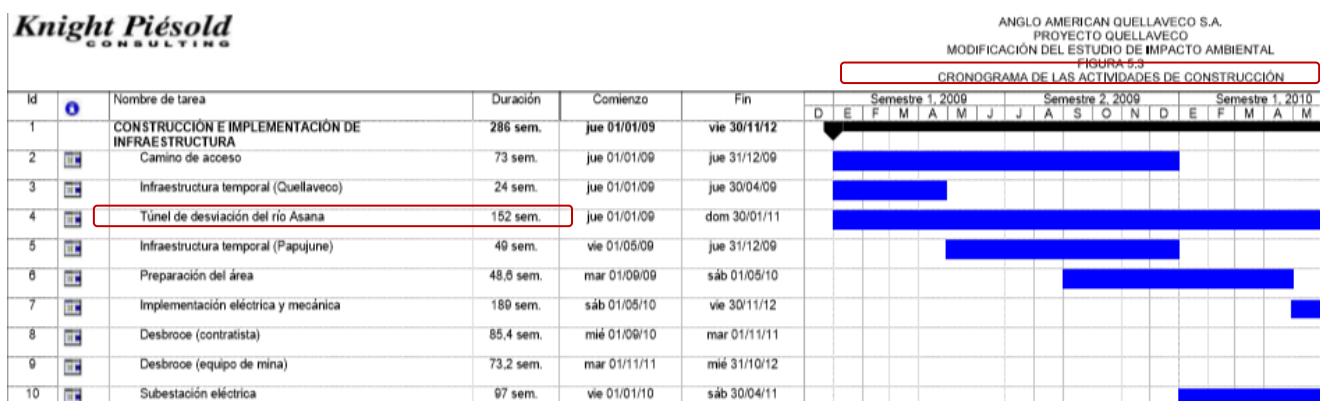 Knight Piésold
CONSULTING
ANGLO AMERICAN QUELLAVECO S.A.
PROYECTO QUELLAVECO
MODIFICACIÓN DEL ESTUDIO DE IMPACTO AMBIENTAL
FIGURA 5.3
CRONOGRAMA DE LAS ACTIVIDADES DE CONSTRUCCIÓN
Id Nombre de tarea Duración Comienzo Fin Semestre 1, 2009 Semestre 2, 2009 Semestre 1, 2010
D E F M A M J J A S O N D E F M A M
1 CONSTRUCCIÓN E IMPLEMENTACIÓN DE 286 sem. jue 01/01/09 vie 30/11/12
INFRAESTRUCTURA
2 Camino de acceso 73 sem. jue 01/01/09 jue 31/12/09
3 Infraestructura temporal (Quellaveco) 24 sem. jue 01/01/09 jue 30/04/09
4 Túnel de desviación del río Asana 152 sem. jue 01/01/09 dom 30/01/11
5 Infraestructura temporal (Papujune) 49 sem. vie 01/05/09 jue 31/12/09
6 Preparación del área 48,6 sem. mar 01/09/09 sáb 01/05/10
7 Implementación eléctrica y mecánica 189 sem. sáb 01/05/10 vie 30/11/12
8 Desbroce (contratista) 85,4 sem. mié 01/09/10 mar 01/11/11
9 Desbroce (equipo de mina) 73,2 sem. mar 01/11/11 mié 31/10/12
10 Subestación eléctrica 97 sem. vie 01/01/10 sáb 30/04/11